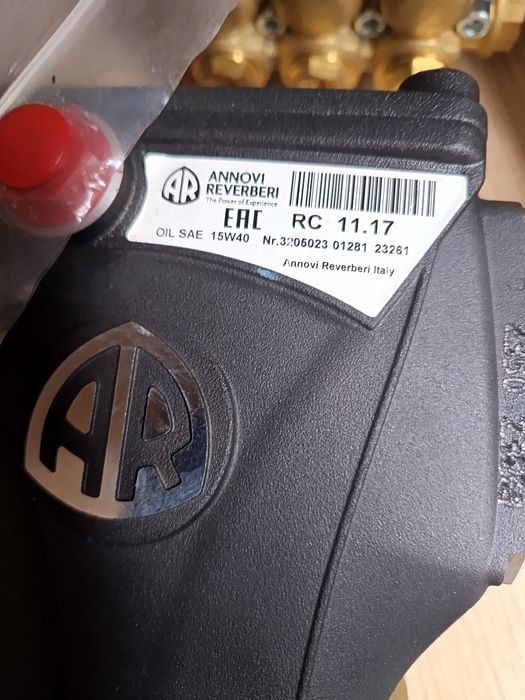 AR
ANNOVI
REVERBERI
The Power of Experience
EAC RC 11.17
OIL SAE 15W40 Nr.3205023 01281 23261
Annovi Reverberi Italy
AR